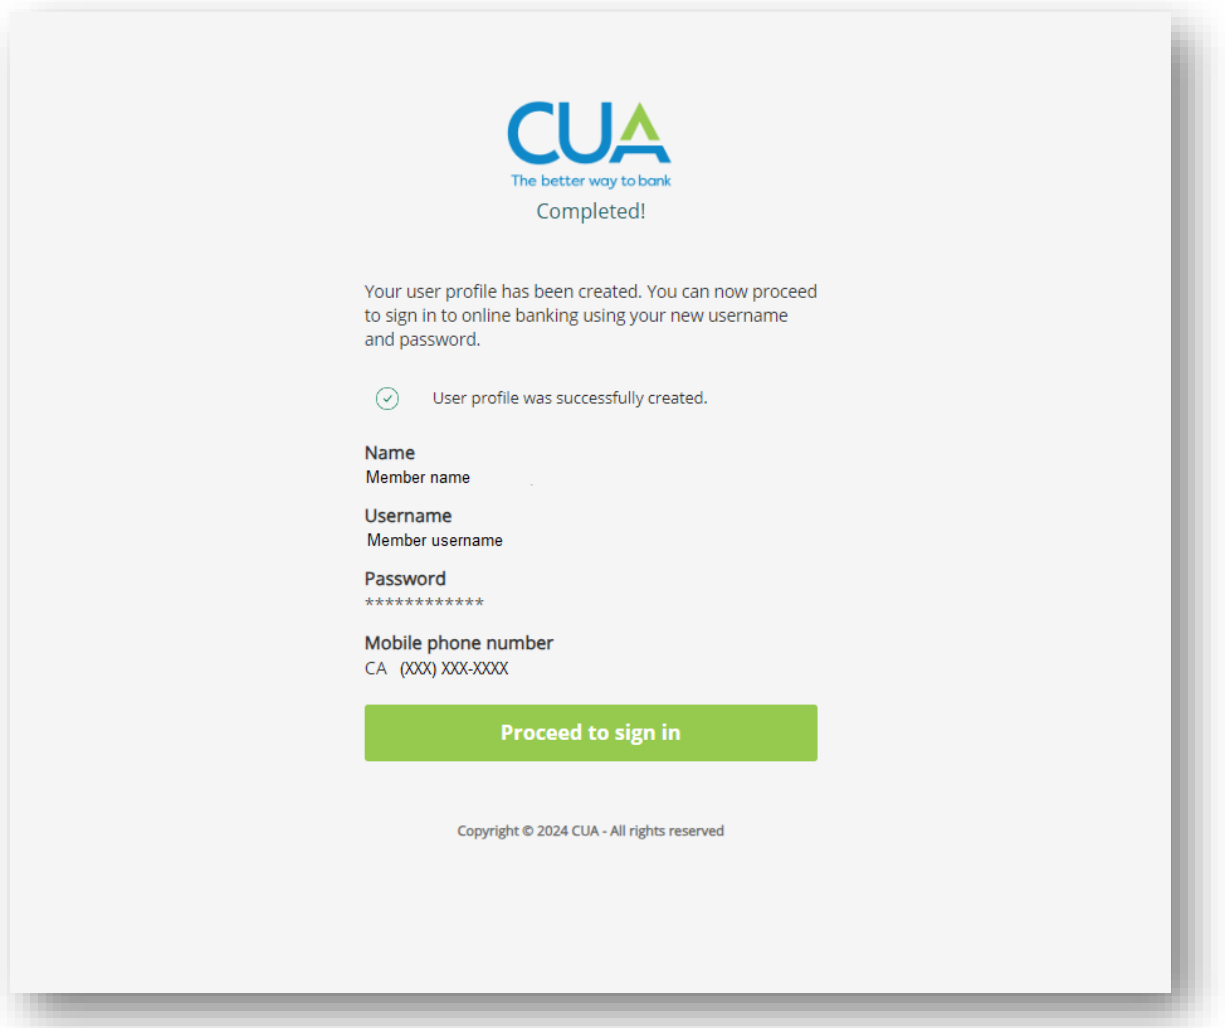 CUA
The better way to bank
Completed!
Your user profile has been created. You can now proceed
to sign in to online banking using your new username
and password.
User profile was successfully created.
Name
Member name
Username
Member username
Password
************
Mobile phone number
CA (XXX) XXX-XXXX
Proceed to sign in
Copyright © 2024 CUA - All rights reserved